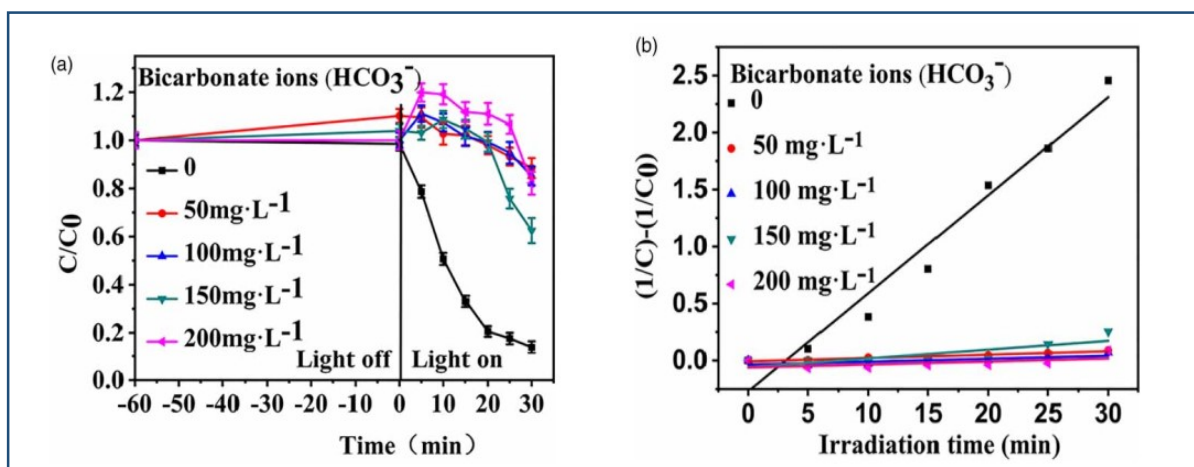 (a)
Bicarbonate ions (HCO₃⁻)
1.2
1.0
0.8
0.6
0.4
0.2
0.0
C/C0
0
50mg·L-1
100mg·L-1
150mg·L-1
200mg·L-1
Light off
Light on
-60 -50 -40 -30 -20 -10 0 10 20 30
Time (min)
(b)
Bicarbonate ions (HCO₃⁻)
2.5
2.0
1.5
1.0
0.5
0.0
(1/C)-(1/C0)
0
50 mg·L-1
100 mg·L-1
150 mg·L-1
200 mg·L-1
0 5 10 15 20 25 30
Irradiation time (min)